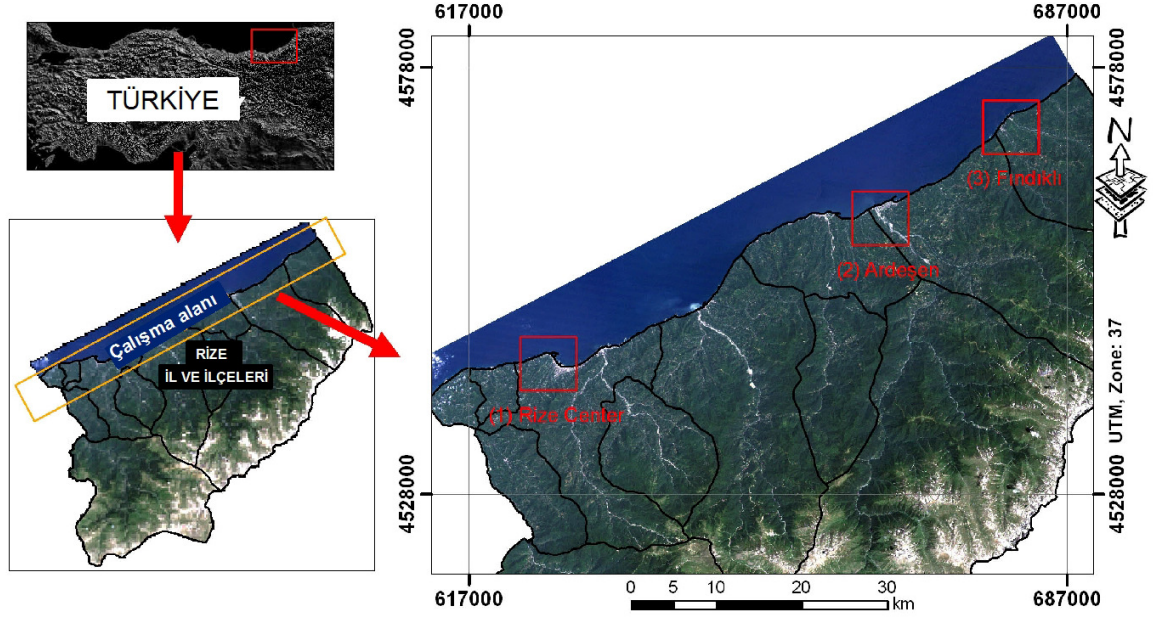 TÜRKİYE
Çalışma alanı
RİZE
İL VE İLÇELERİ
617000
687000
4578000
4578000
N
(3) Fındıklı
(2) Ardeşen
(1) Rize Center
4528000
4528000
UTM, Zone: 37
617000
687000
0 5 10 20 30
km